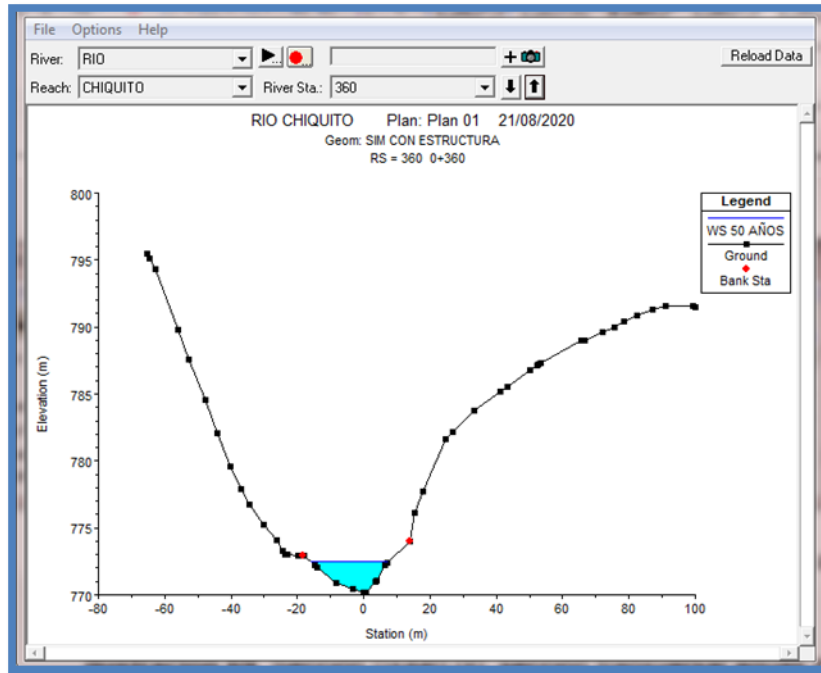 File Options Help
River: RIO Reload Data
Reach: CHIQUITO River Sta.: 360
RIO CHIQUITO Plan: Plan 01 21/08/2020
Geom: SIM CON ESTRUCTURA
RS = 360 0+360
Legend
WS 50 AÑOS
Ground
Bank Sta
Elevation (m)
800
795
790
785
780
775
770
-80 -60 -40 -20 0 20 40 60 80 100
Station (m)